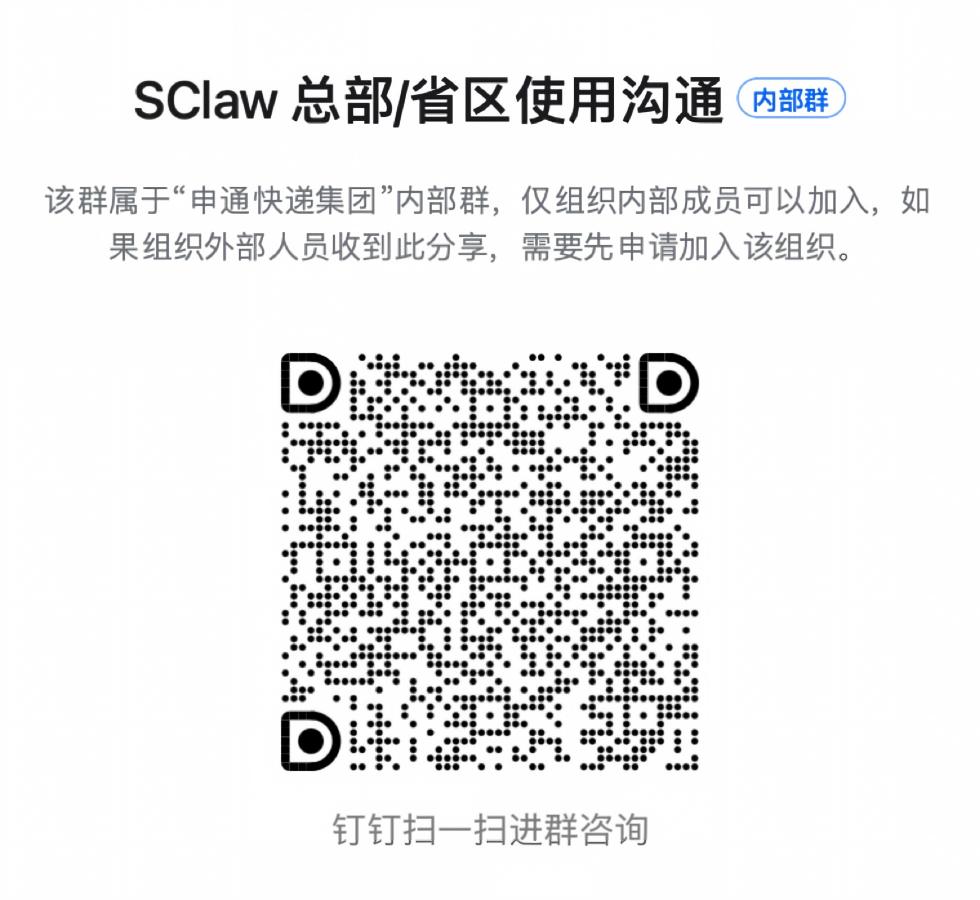 SClaw 总部/省区使用沟通 内部群
该群属于“申通快递集团”内部群，仅组织内部成员可以加入，如
果组织外部人员收到此分享，需要先申请加入该组织。
钉钉扫一扫进群咨询